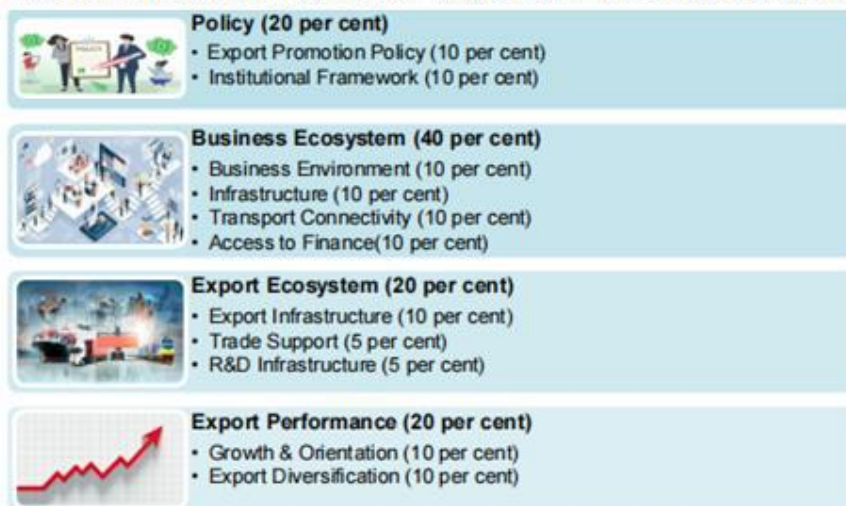 Policy (20 per cent)
• Export Promotion Policy (10 per cent)
• Institutional Framework (10 per cent)
Business Ecosystem (40 per cent)
• Business Environment (10 per cent)
• Infrastructure (10 per cent)
• Transport Connectivity (10 per cent)
• Access to Finance(10 per cent)
Export Ecosystem (20 per cent)
• Export Infrastructure (10 per cent)
• Trade Support (5 per cent)
• R&D Infrastructure (5 per cent)
Export Performance (20 per cent)
• Growth & Orientation (10 per cent)
• Export Diversification (10 per cent)